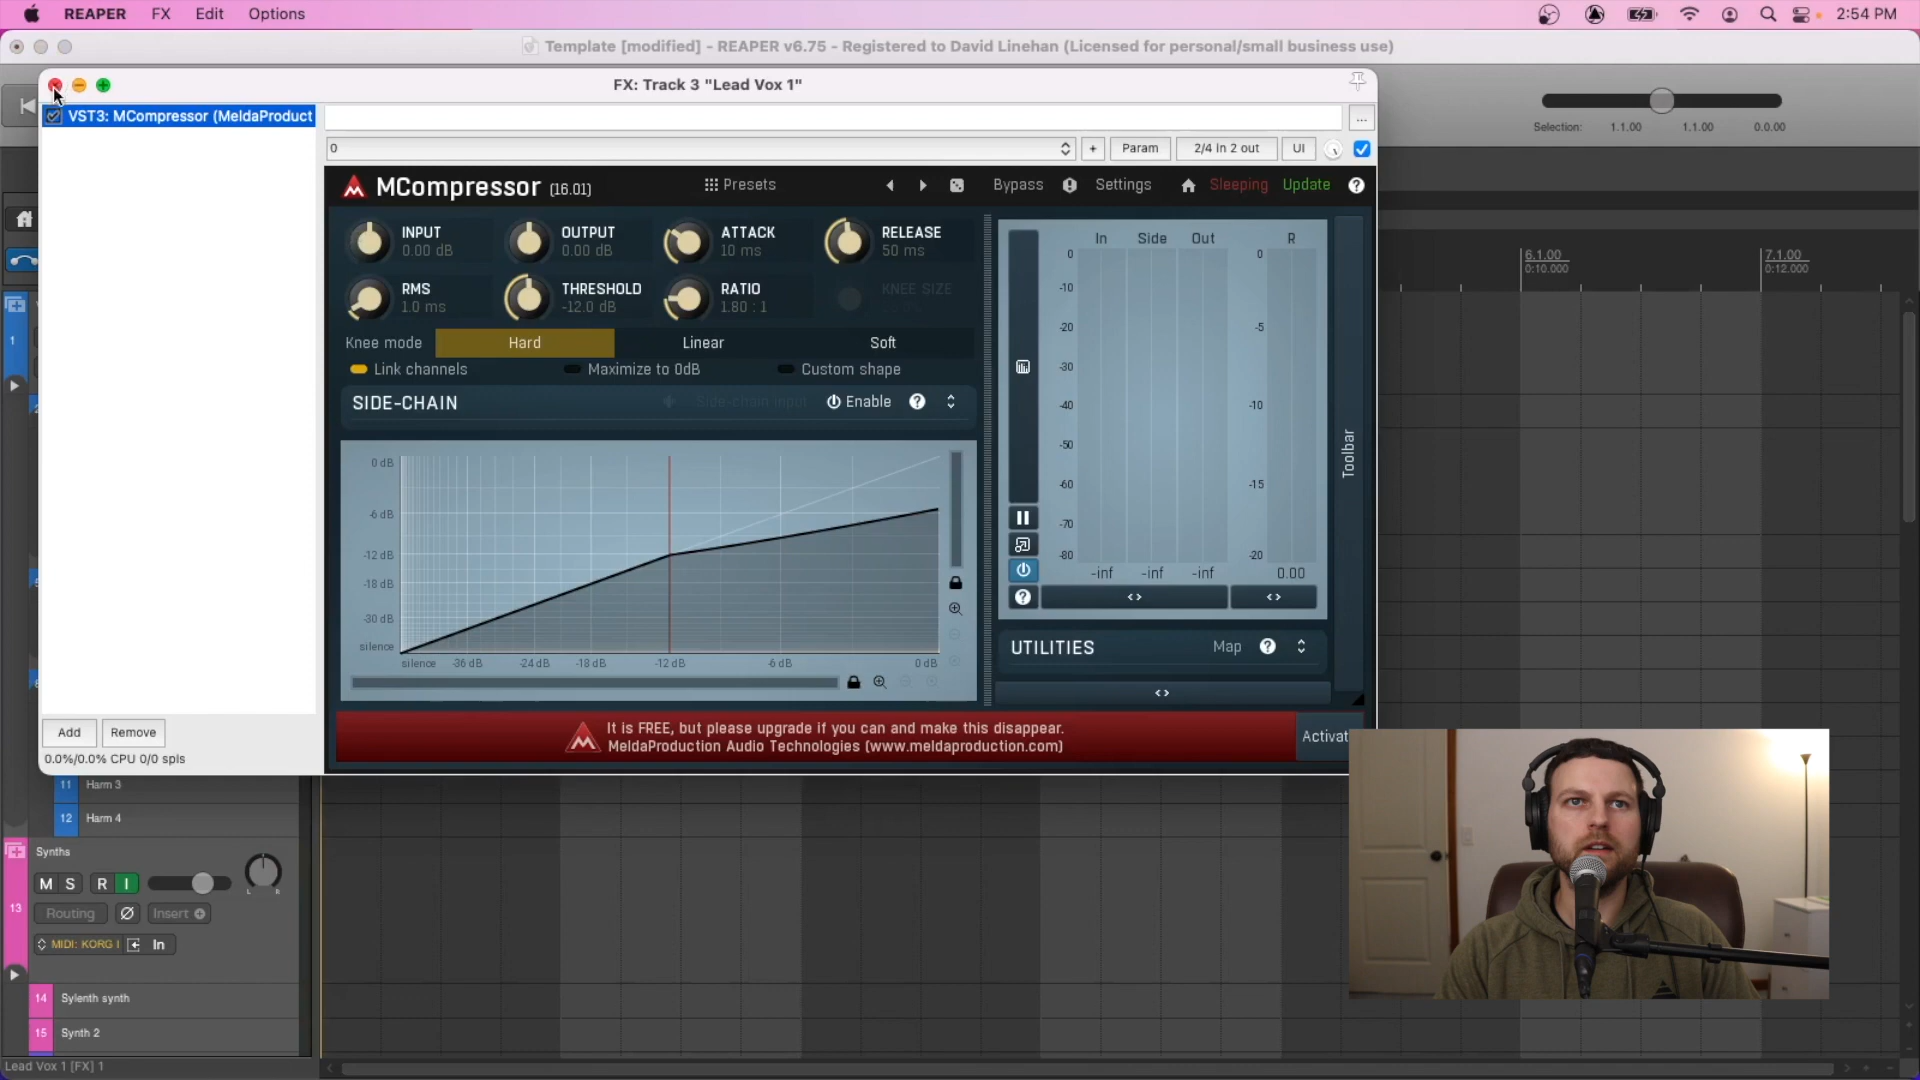 REAPER FX Edit Options 2:54 PM
Template [modified] - REAPER v6.75 - Registered to David Linehan (Licensed for personal/small business use)
FX: Track 3 "Lead Vox 1"
VST3: MCompressor (MeldaProduct
...
0 + Param 2/4 in 2 out UI
Selection: 1.1.00 1.1.00 0.0.00
MCompressor (16.01) Presets Bypass Settings Sleeping Update ?
INPUT 0.00 dB
OUTPUT 0.00 dB
ATTACK 10 ms
RELEASE 50 ms
RMS 1.0 ms
THRESHOLD -12.0 dB
RATIO 1.80 : 1
KNEE SIZE
Knee mode Hard Linear Soft
Link channels Maximize to 0dB Custom shape
SIDE-CHAIN Side-chain input Enable ?
0 dB
-6 dB
-12 dB
-18 dB
-30 dB
silence
silence -36 dB -24 dB -18 dB -12 dB -6 dB 0 dB
In Side Out R
0 0
-10
-20 -5
-30
-40 -10
-50
-60 -15
-70
-80 -20
-inf -inf -inf 0.00
?
Toolbar
UTILITIES Map ?
It is FREE, but please upgrade if you can and make this disappear.
MeldaProduction Audio Technologies (www.meldaproduction.com)
Activat
6.1.00
0:10.000
7.1.00
0:12.000
1
Add Remove
0.0%/0.0% CPU 0/0 spls
11 Harm 3
12 Harm 4
Synths
M S R I L R
13
Routing Ø Insert
MIDI: KORG I In
14 Sylenth synth
15 Synth 2
Lead Vox 1 [FX] 1